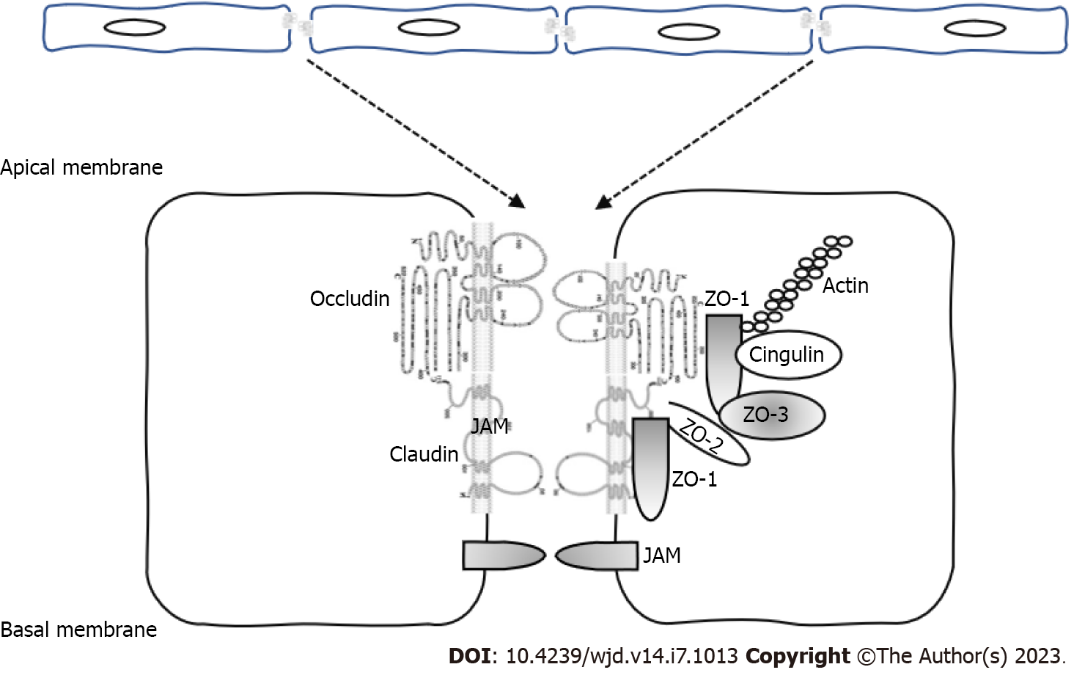 Apical membrane
Occludin
ZO-1
Actin
Cingulin
ZO-3
JAM
ZO-2
Claudin
ZO-1
JAM
Basal membrane
DOI: 10.4239/wjd.v14.i7.1013 Copyright ©The Author(s) 2023.